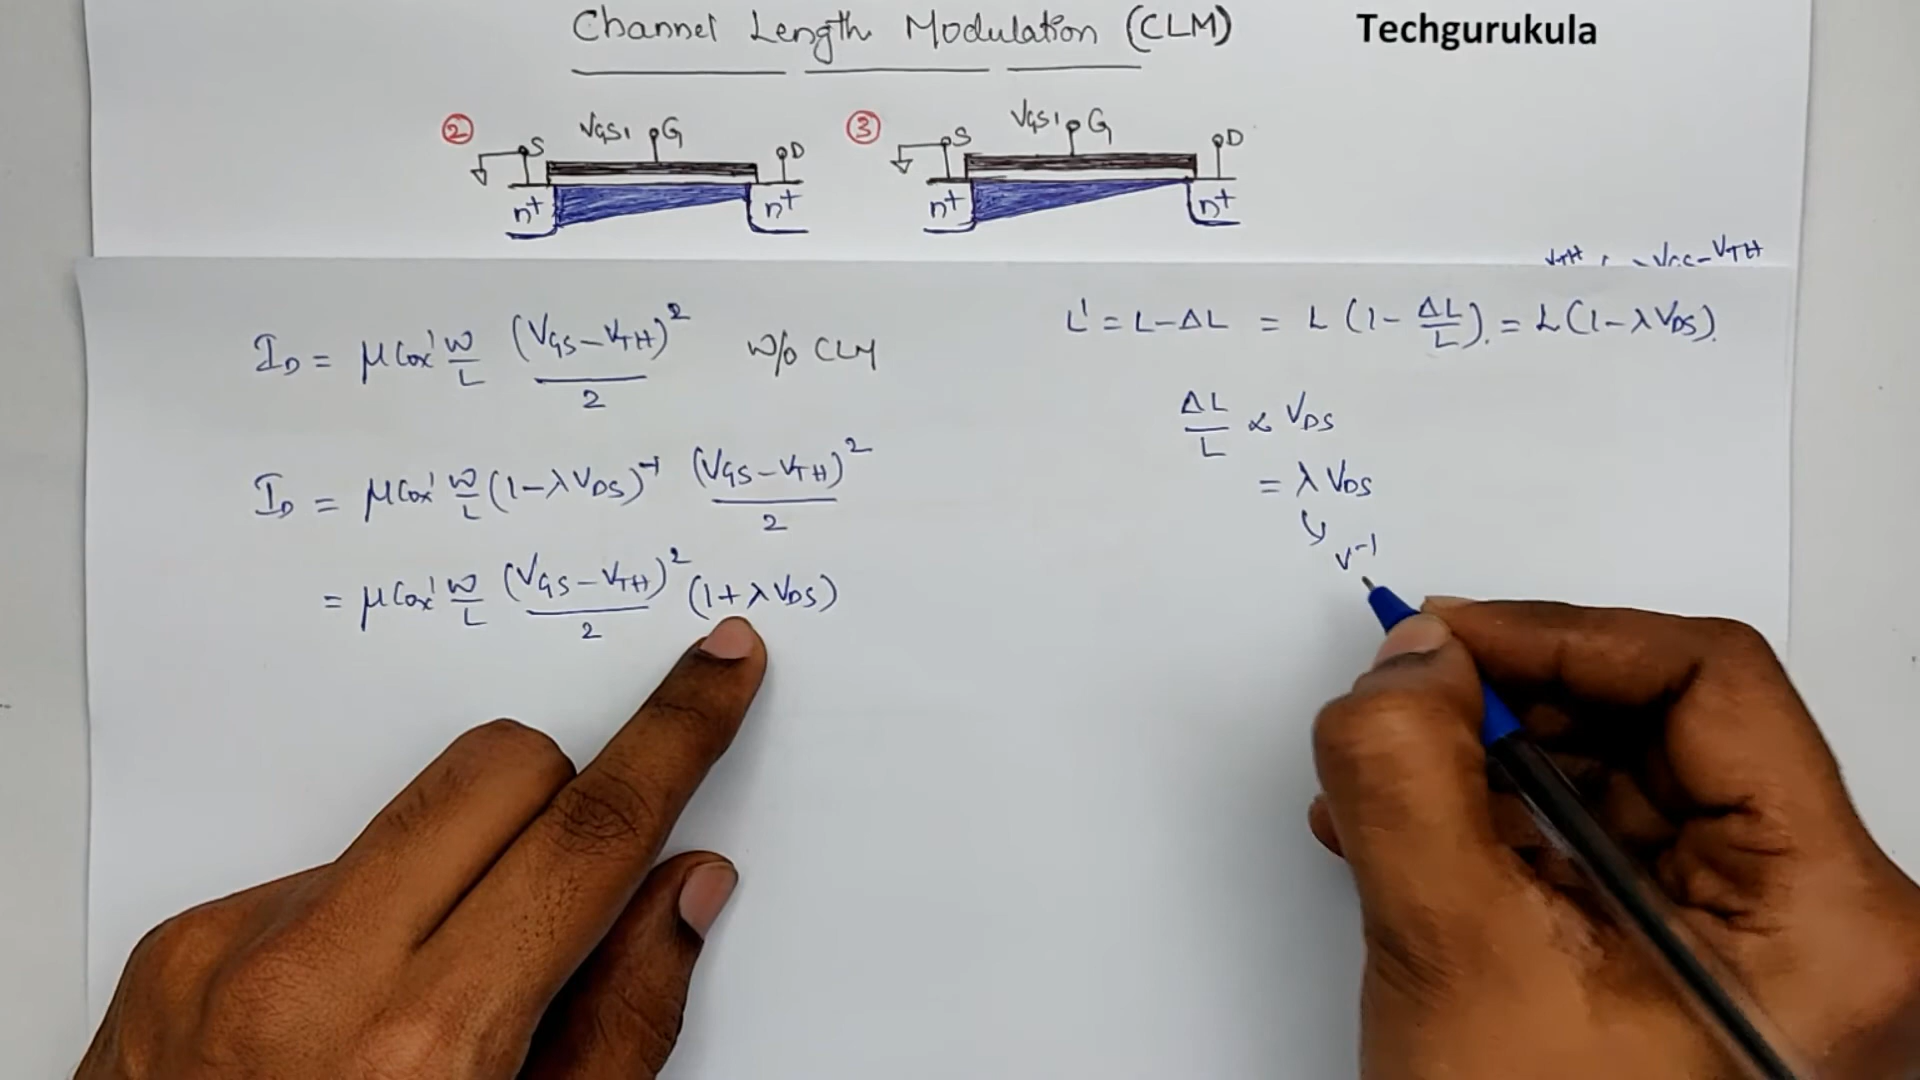 Channel Length Modulation (CLM)
Techgurukula
② S VGS1 G D
n+ n+
③ S VGS1 G D
n+ n+
VTH
-VTH
ID = μCox' W/L (VGS-VTH)²/2 W/o CLM
L' = L-ΔL = L(1-ΔL/L). = L(1-λVDS).
ΔL/L ∝ VDS
ID = μCox' W/L (1-λVDS)⁻¹ (VGS-VTH)²/2
= λVDS
V⁻¹
= μCox' W/L (VGS-VTH)²/2 (1+λVDS)